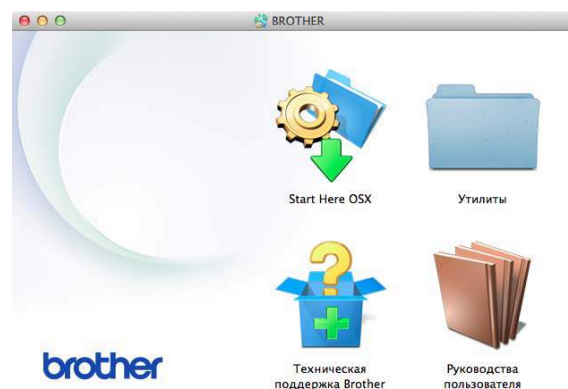 BROTHER
Start Here OSX
Утилиты
Техническая
поддержка Brother
Руководства
пользователя
brother